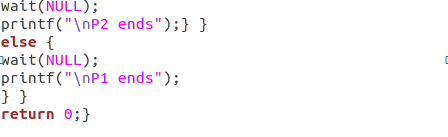 wait(NULL);
printf("\nP2 ends");} }
else {
wait(NULL);
printf("\nP1 ends");
} }
return 0;}